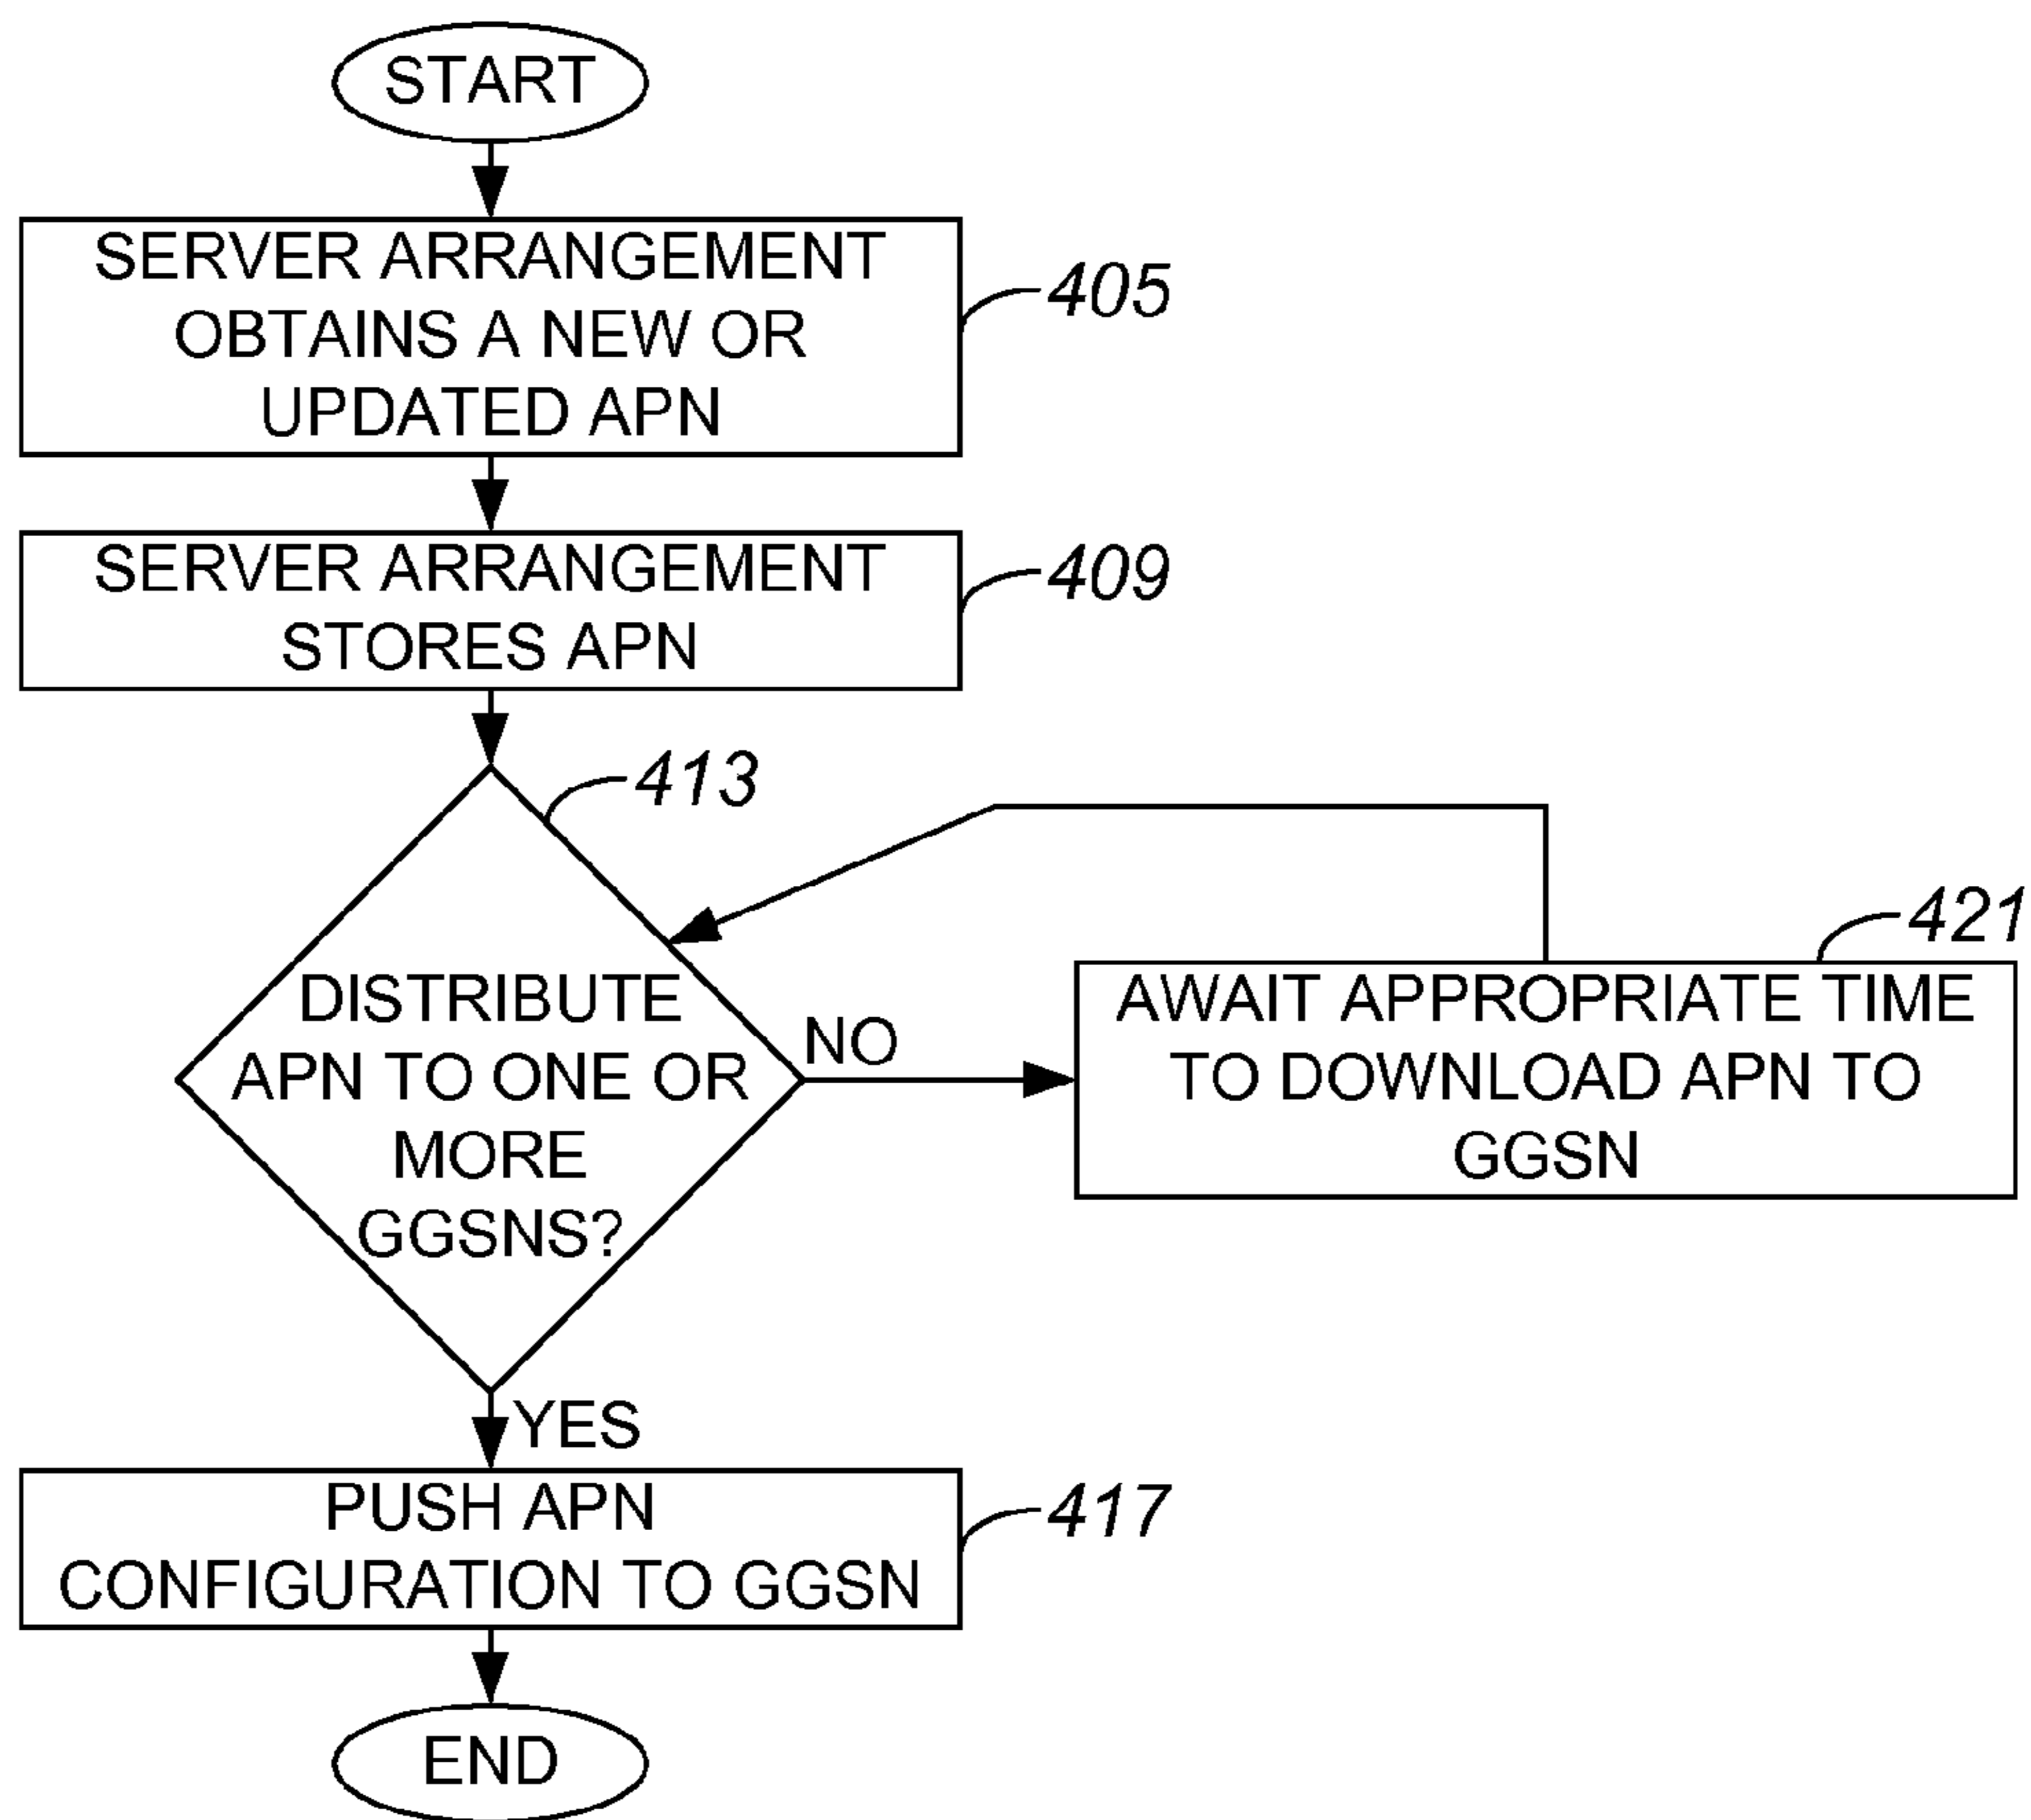 START
SERVER ARRANGEMENT
OBTAINS A NEW OR
UPDATED APN
405
SERVER ARRANGEMENT
STORES APN
409
413
DISTRIBUTE
APN TO ONE OR
MORE
GGSNS?
NO
421
AWAIT APPROPRIATE TIME
TO DOWNLOAD APN TO
GGSN
YES
PUSH APN
CONFIGURATION TO GGSN
417
END